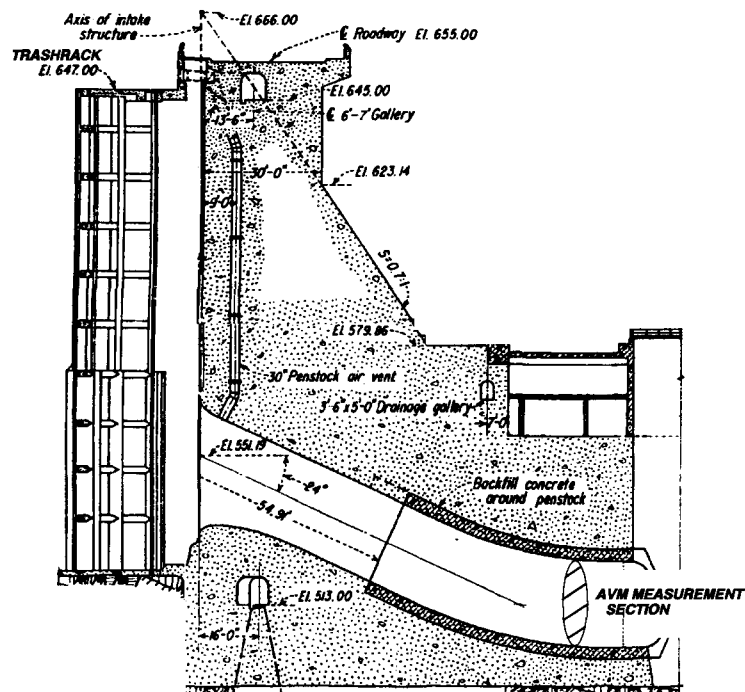 Axis of intake
structure
El. 666.00
℄ Roadway El. 655.00
TRASHRACK
El. 647.00
El. 645.00
13'-6"
℄ 6'-7' Gallery
30'-0"
El. 623.14
9'-0"
S=0.7:1
El. 579.86
30" Penstock air vent
5'-0" Drainage gallery
El. 551.19
24°
54.91'
Backfill concrete
around penstock
AVM MEASUREMENT
SECTION
El. 513.00
16'-0"